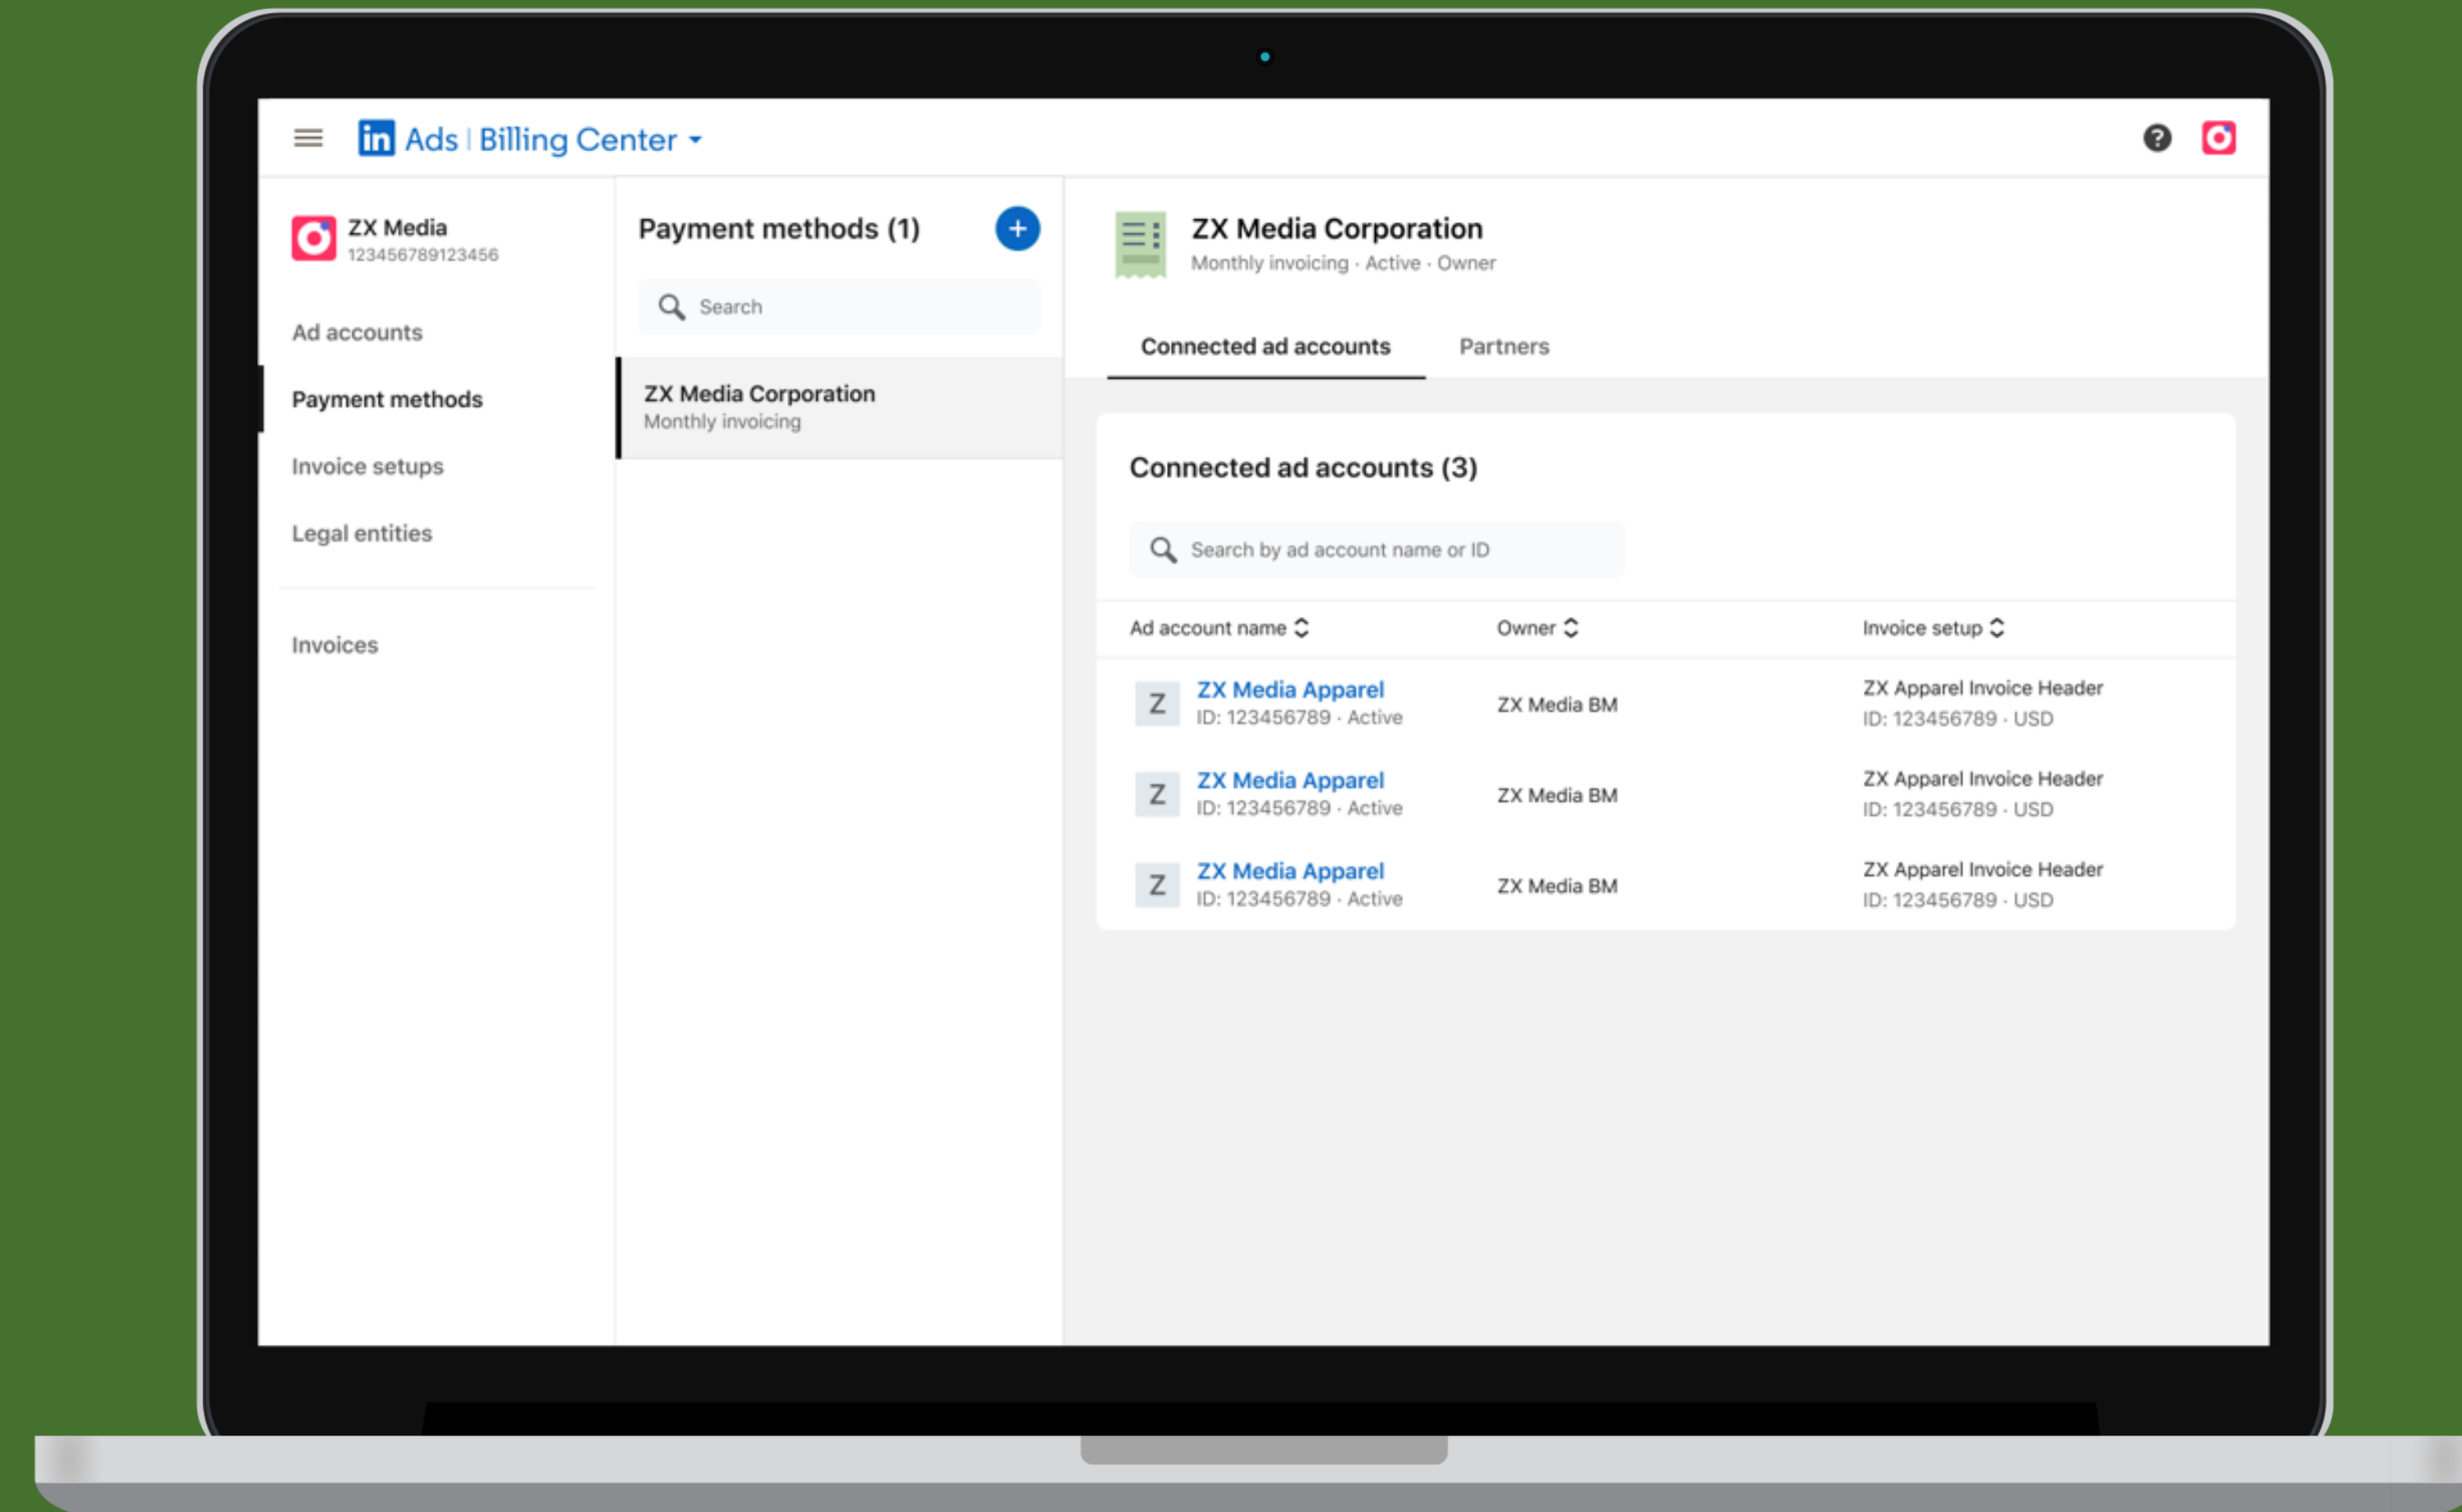 in Ads | Billing Center
ZX Media
123456789123456
Ad accounts
Payment methods
Invoice setups
Legal entities
Invoices
Payment methods (1)
Search
ZX Media Corporation
Monthly invoicing
ZX Media Corporation
Monthly invoicing · Active · Owner
Connected ad accounts Partners
Connected ad accounts (3)
Search by ad account name or ID
Ad account name Owner Invoice setup
Z ZX Media Apparel ZX Media BM ZX Apparel Invoice Header
ID: 123456789 · Active ID: 123456789 · USD
Z ZX Media Apparel ZX Media BM ZX Apparel Invoice Header
ID: 123456789 · Active ID: 123456789 · USD
Z ZX Media Apparel ZX Media BM ZX Apparel Invoice Header
ID: 123456789 · Active ID: 123456789 · USD